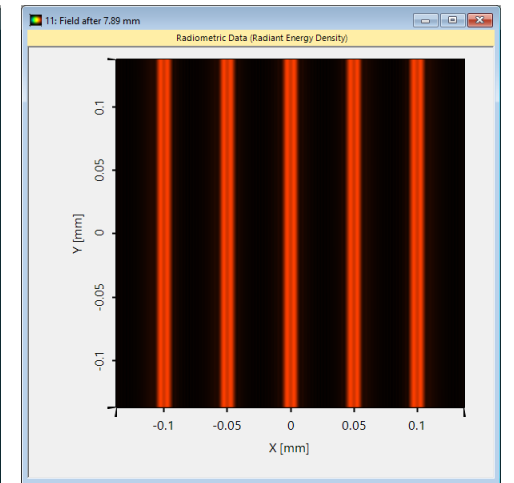 11: Field after 7.89 mm
Radiometric Data (Radiant Energy Density)
0.1
0.05
0
-0.05
-0.1
Y [mm]
-0.1 -0.05 0 0.05 0.1
X [mm]